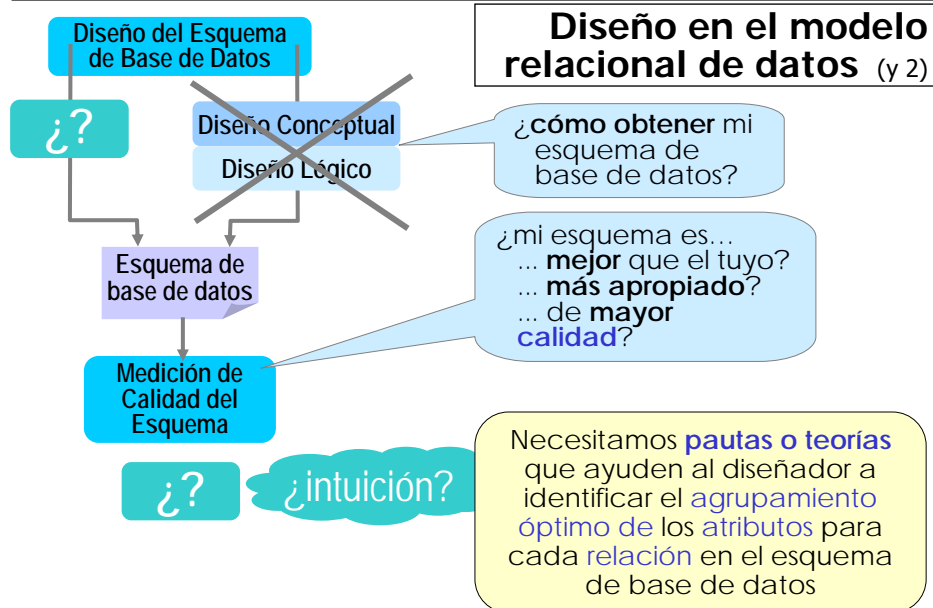 Diseño en el modelo
relacional de datos (y 2)
Diseño del Esquema
de Base de Datos
¿?
Diseño Conceptual
Diseño Lógico
¿cómo obtener mi
esquema de
base de datos?
Esquema de
base de datos
¿mi esquema es…
... mejor que el tuyo?
... más apropiado?
... de mayor
calidad?
Medición de
Calidad del
Esquema
¿?
¿intuición?
Necesitamos pautas o teorías
que ayuden al diseñador a
identificar el agrupamiento
óptimo de los atributos para
cada relación en el esquema
de base de datos